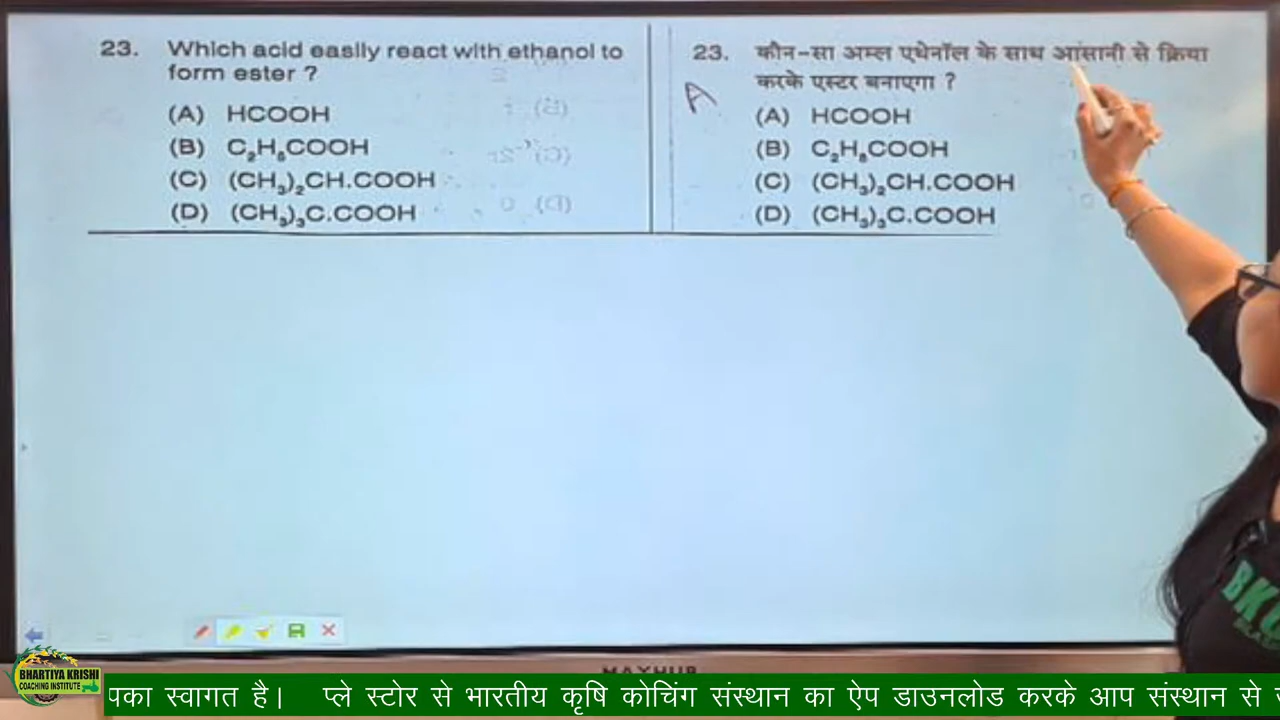 23. Which acid easily react with ethanol to
form ester ?
(A) HCOOH
(B) C₂H₅COOH
(C) (CH₃)₂CH.COOH
(D) (CH₃)₃C.COOH
23. कौन-सा अम्ल एथेनॉल के साथ आसानी से क्रिया
करके एस्टर बनाएगा ?
A
(A) HCOOH
(B) C₂H₅COOH
(C) (CH₃)₂CH.COOH
(D) (CH₃)₃C.COOH
MAXHUB
BHARTIYA KRISHI
COACHING INSTITUTE
पका स्वागत है। प्ले स्टोर से भारतीय कृषि कोचिंग संस्थान का ऐप डाउनलोड करके आप संस्थान से